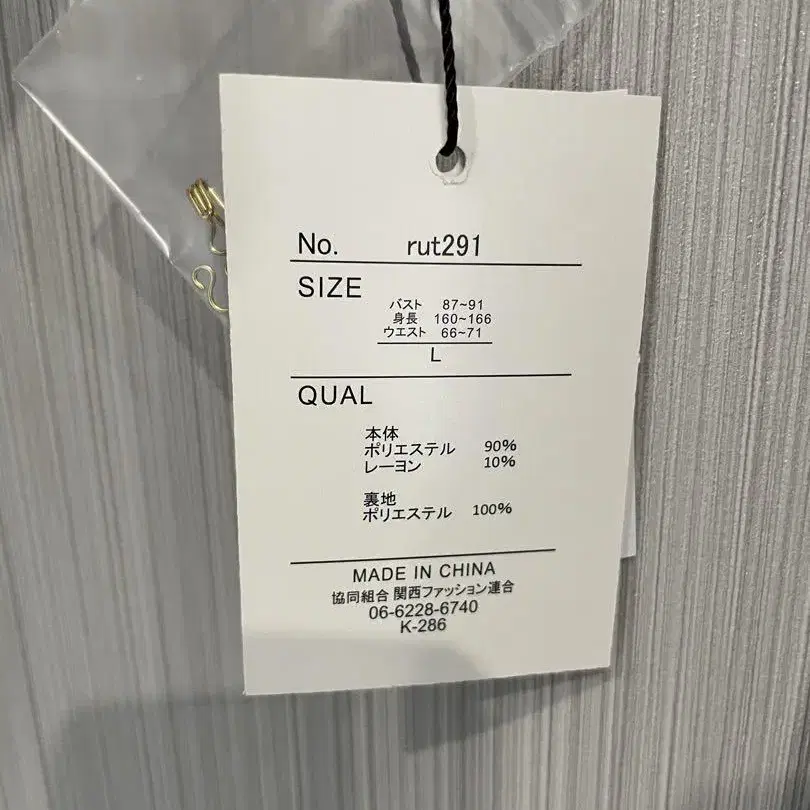 No. rut291
SIZE
バスト 87~91
身長 160~166
ウエスト 66~71
L
QUAL
本体
ポリエステル 90%
レーヨン 10%
裏地
ポリエステル 100%
MADE IN CHINA
協同組合 関西ファッション連合
06-6228-6740
K-286